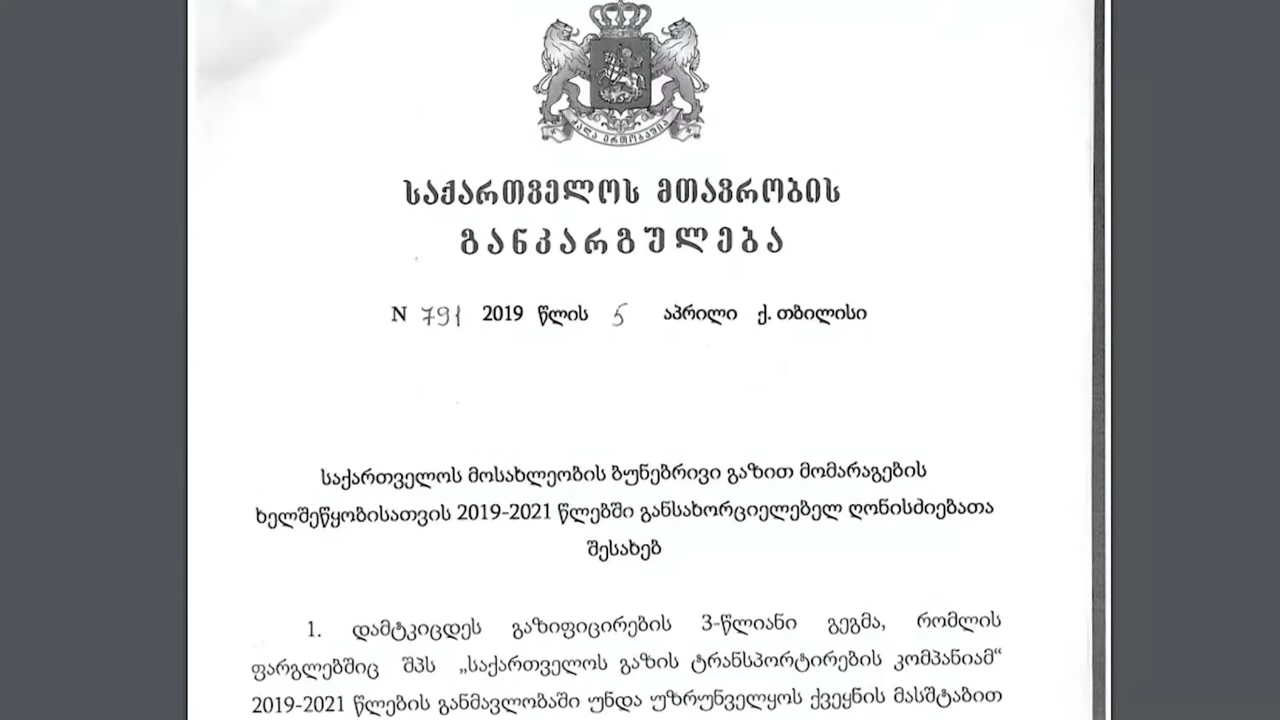 ძალა ერთობაშია
საქართველოს მთავრობის
განკარგულება
N 791 2019 წლის 5 აპრილი ქ. თბილისი
საქართველოს მოსახლეობის ბუნებრივი გაზით მომარაგების
ხელშეწყობისათვის 2019-2021 წლებში განსახორციელებელ ღონისძიებათა
შესახებ
1. დამტკიცდეს გაზიფიცირების 3-წლიანი გეგმა, რომლის
ფარგლებშიც შპს „საქართველოს გაზის ტრანსპორტირების კომპანიამ“
2019-2021 წლების განმავლობაში უნდა უზრუნველყოს ქვეყნის მასშტაბით